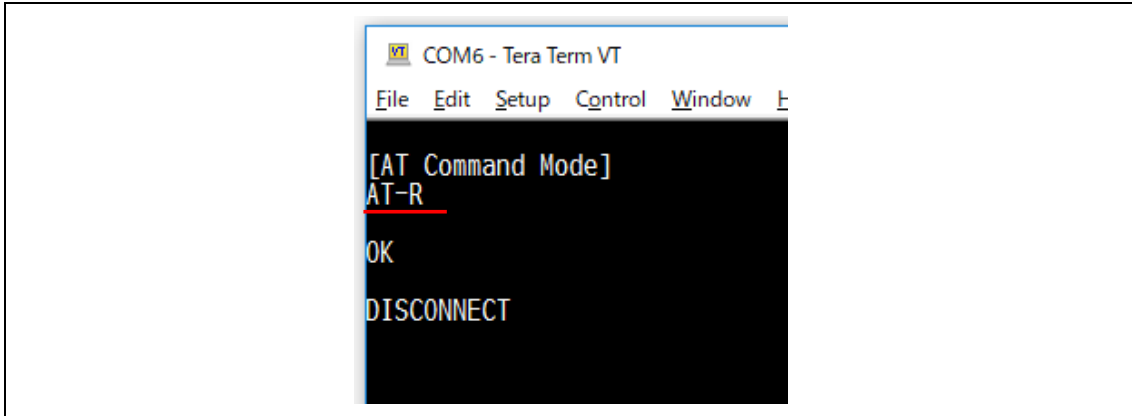 COM6 - Tera Term VT
File Edit Setup Control Window H
[AT Command Mode]
AT-R
OK
DISCONNECT